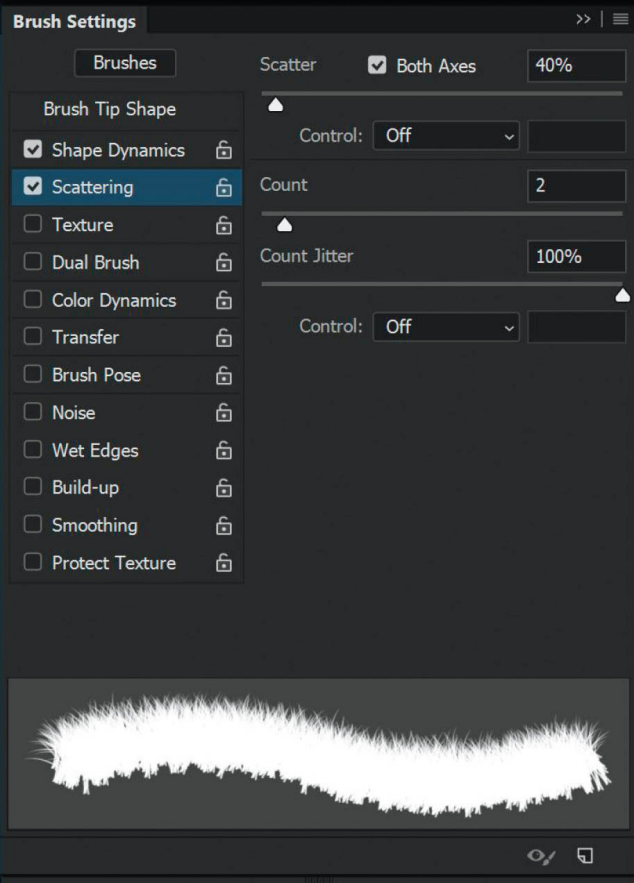 Brush Settings
Brushes
Brush Tip Shape
Shape Dynamics
Scattering
Texture
Dual Brush
Color Dynamics
Transfer
Brush Pose
Noise
Wet Edges
Build-up
Smoothing
Protect Texture
Scatter Both Axes 40%
Control: Off
Count 2
Count Jitter 100%
Control: Off